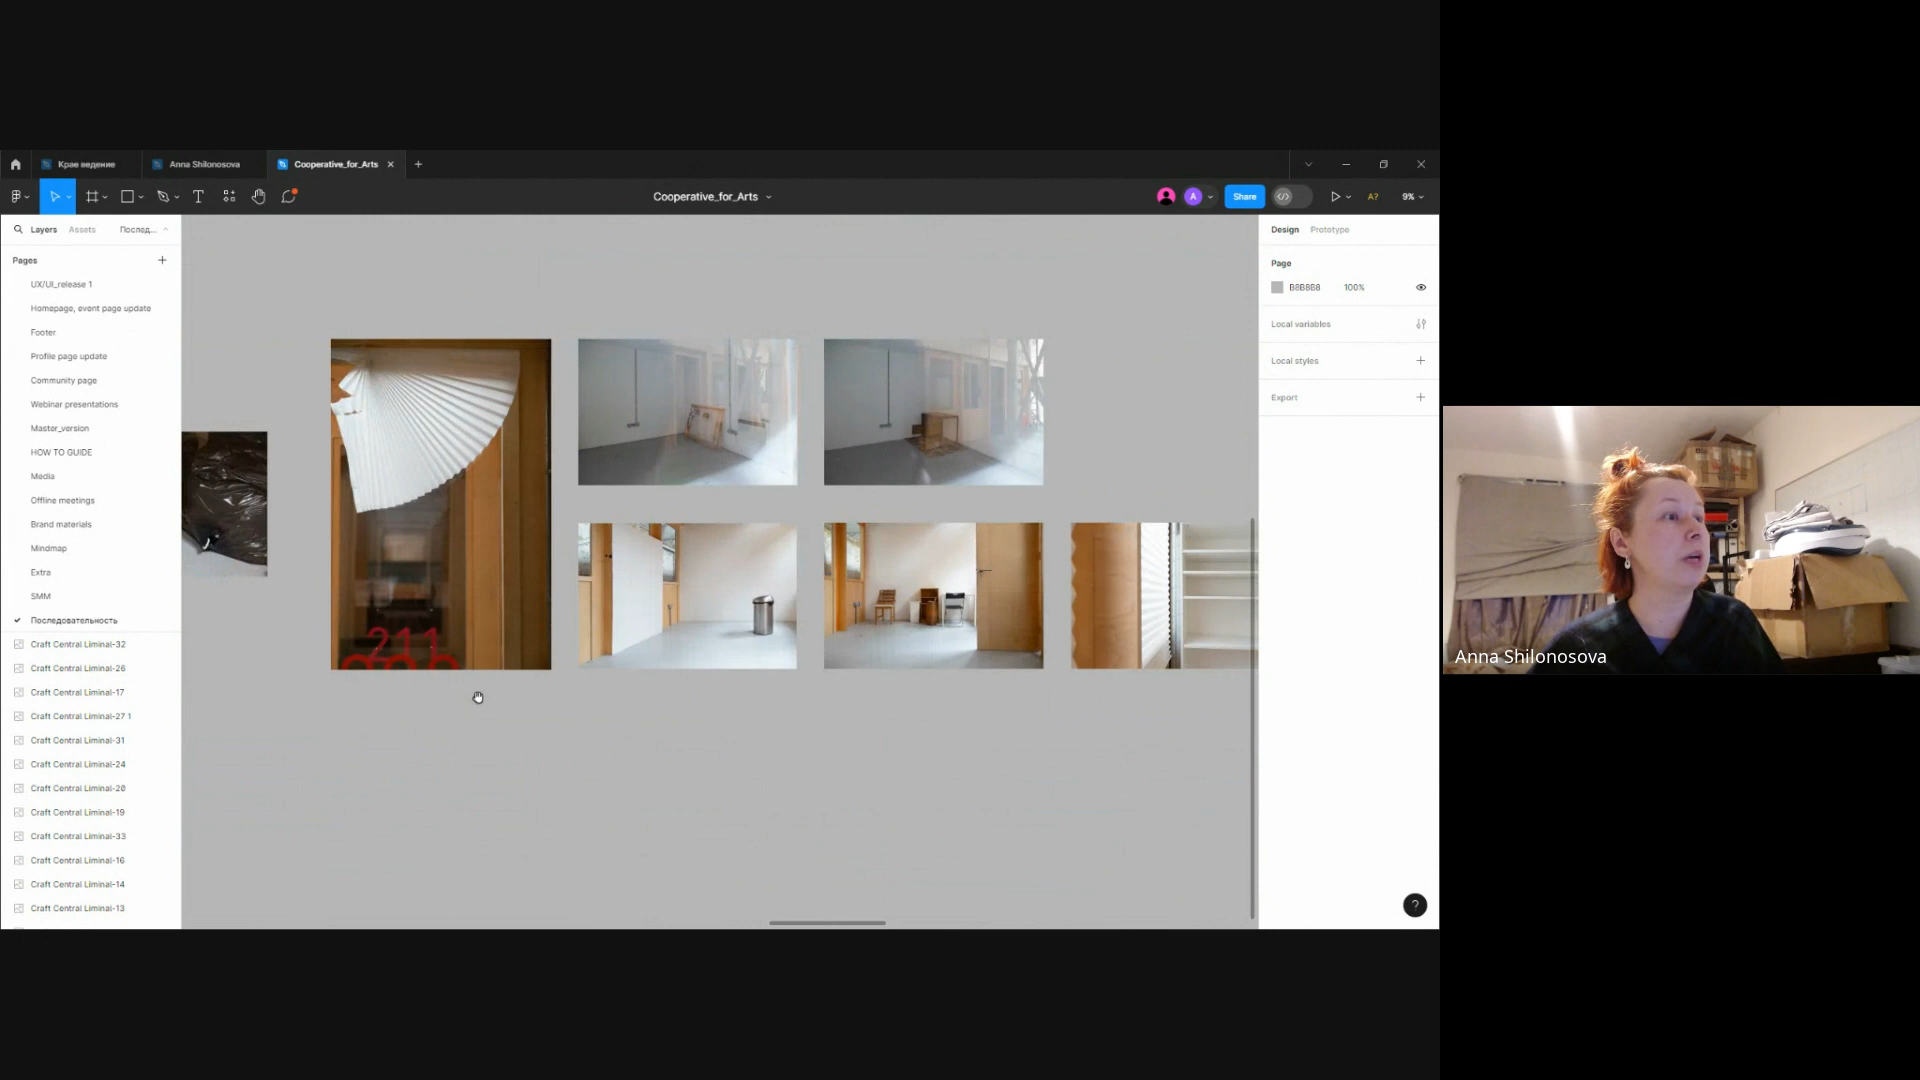 Крае ведение
Anna Shilonosova
Cooperative_for_Arts
Cooperative_for_Arts
A
Share
A?
9%
Layers
Assets
Послед...
Pages
UX/UI_release 1
Homepage, event page update
Footer
Profile page update
Community page
Webinar presentations
Master_version
HOW TO GUIDE
Media
Offline meetings
Brand materials
Mindmap
Extra
SMM
Последовательность
Craft Central Liminal-32
Craft Central Liminal-26
Craft Central Liminal-17
Craft Central Liminal-27 1
Craft Central Liminal-31
Craft Central Liminal-24
Craft Central Liminal-20
Craft Central Liminal-19
Craft Central Liminal-33
Craft Central Liminal-16
Craft Central Liminal-14
Craft Central Liminal-13
211
Design
Prototype
Page
B8B8B8
100%
Local variables
Local styles
Export
?
Anna Shilonosova